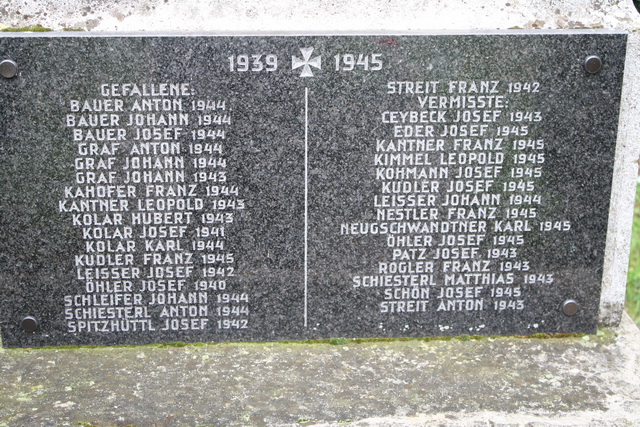 1939 1945
GEFALLENE:
BAUER ANTON 1944
BAUER JOHANN 1944
BAUER JOSEF 1944
GRAF ANTON 1944
GRAF JOHANN 1944
GRAF JOHANN 1943
KAHOFER FRANZ 1944
KANTNER LEOPOLD 1943
KOLAR HUBERT 1943
KOLAR JOSEF 1941
KOLAR KARL 1944
KUDLER FRANZ 1945
LEISSER JOSEF 1942
ÖHLER JOSEF 1940
SCHLEIFER JOHANN 1944
SCHIESTERL ANTON 1944
SPITZHÜTTL JOSEF 1942
STREIT FRANZ 1942
VERMISSTE:
CEYBECK JOSEF 1943
EDER JOSEF 1945
KANTNER FRANZ 1945
KIMMEL LEOPOLD 1945
KOHMANN JOSEF 1945
KUDLER JOSEF 1945
LEISSER JOHANN 1944
NESTLER FRANZ 1945
NEUGSCHWANDTNER KARL 1945
ÖHLER JOSEF 1945
PATZ JOSEF 1943
ROGLER FRANZ 1943
SCHIESTERL MATTHIAS 1943
SCHÖN JOSEF 1945
STREIT ANTON 1943